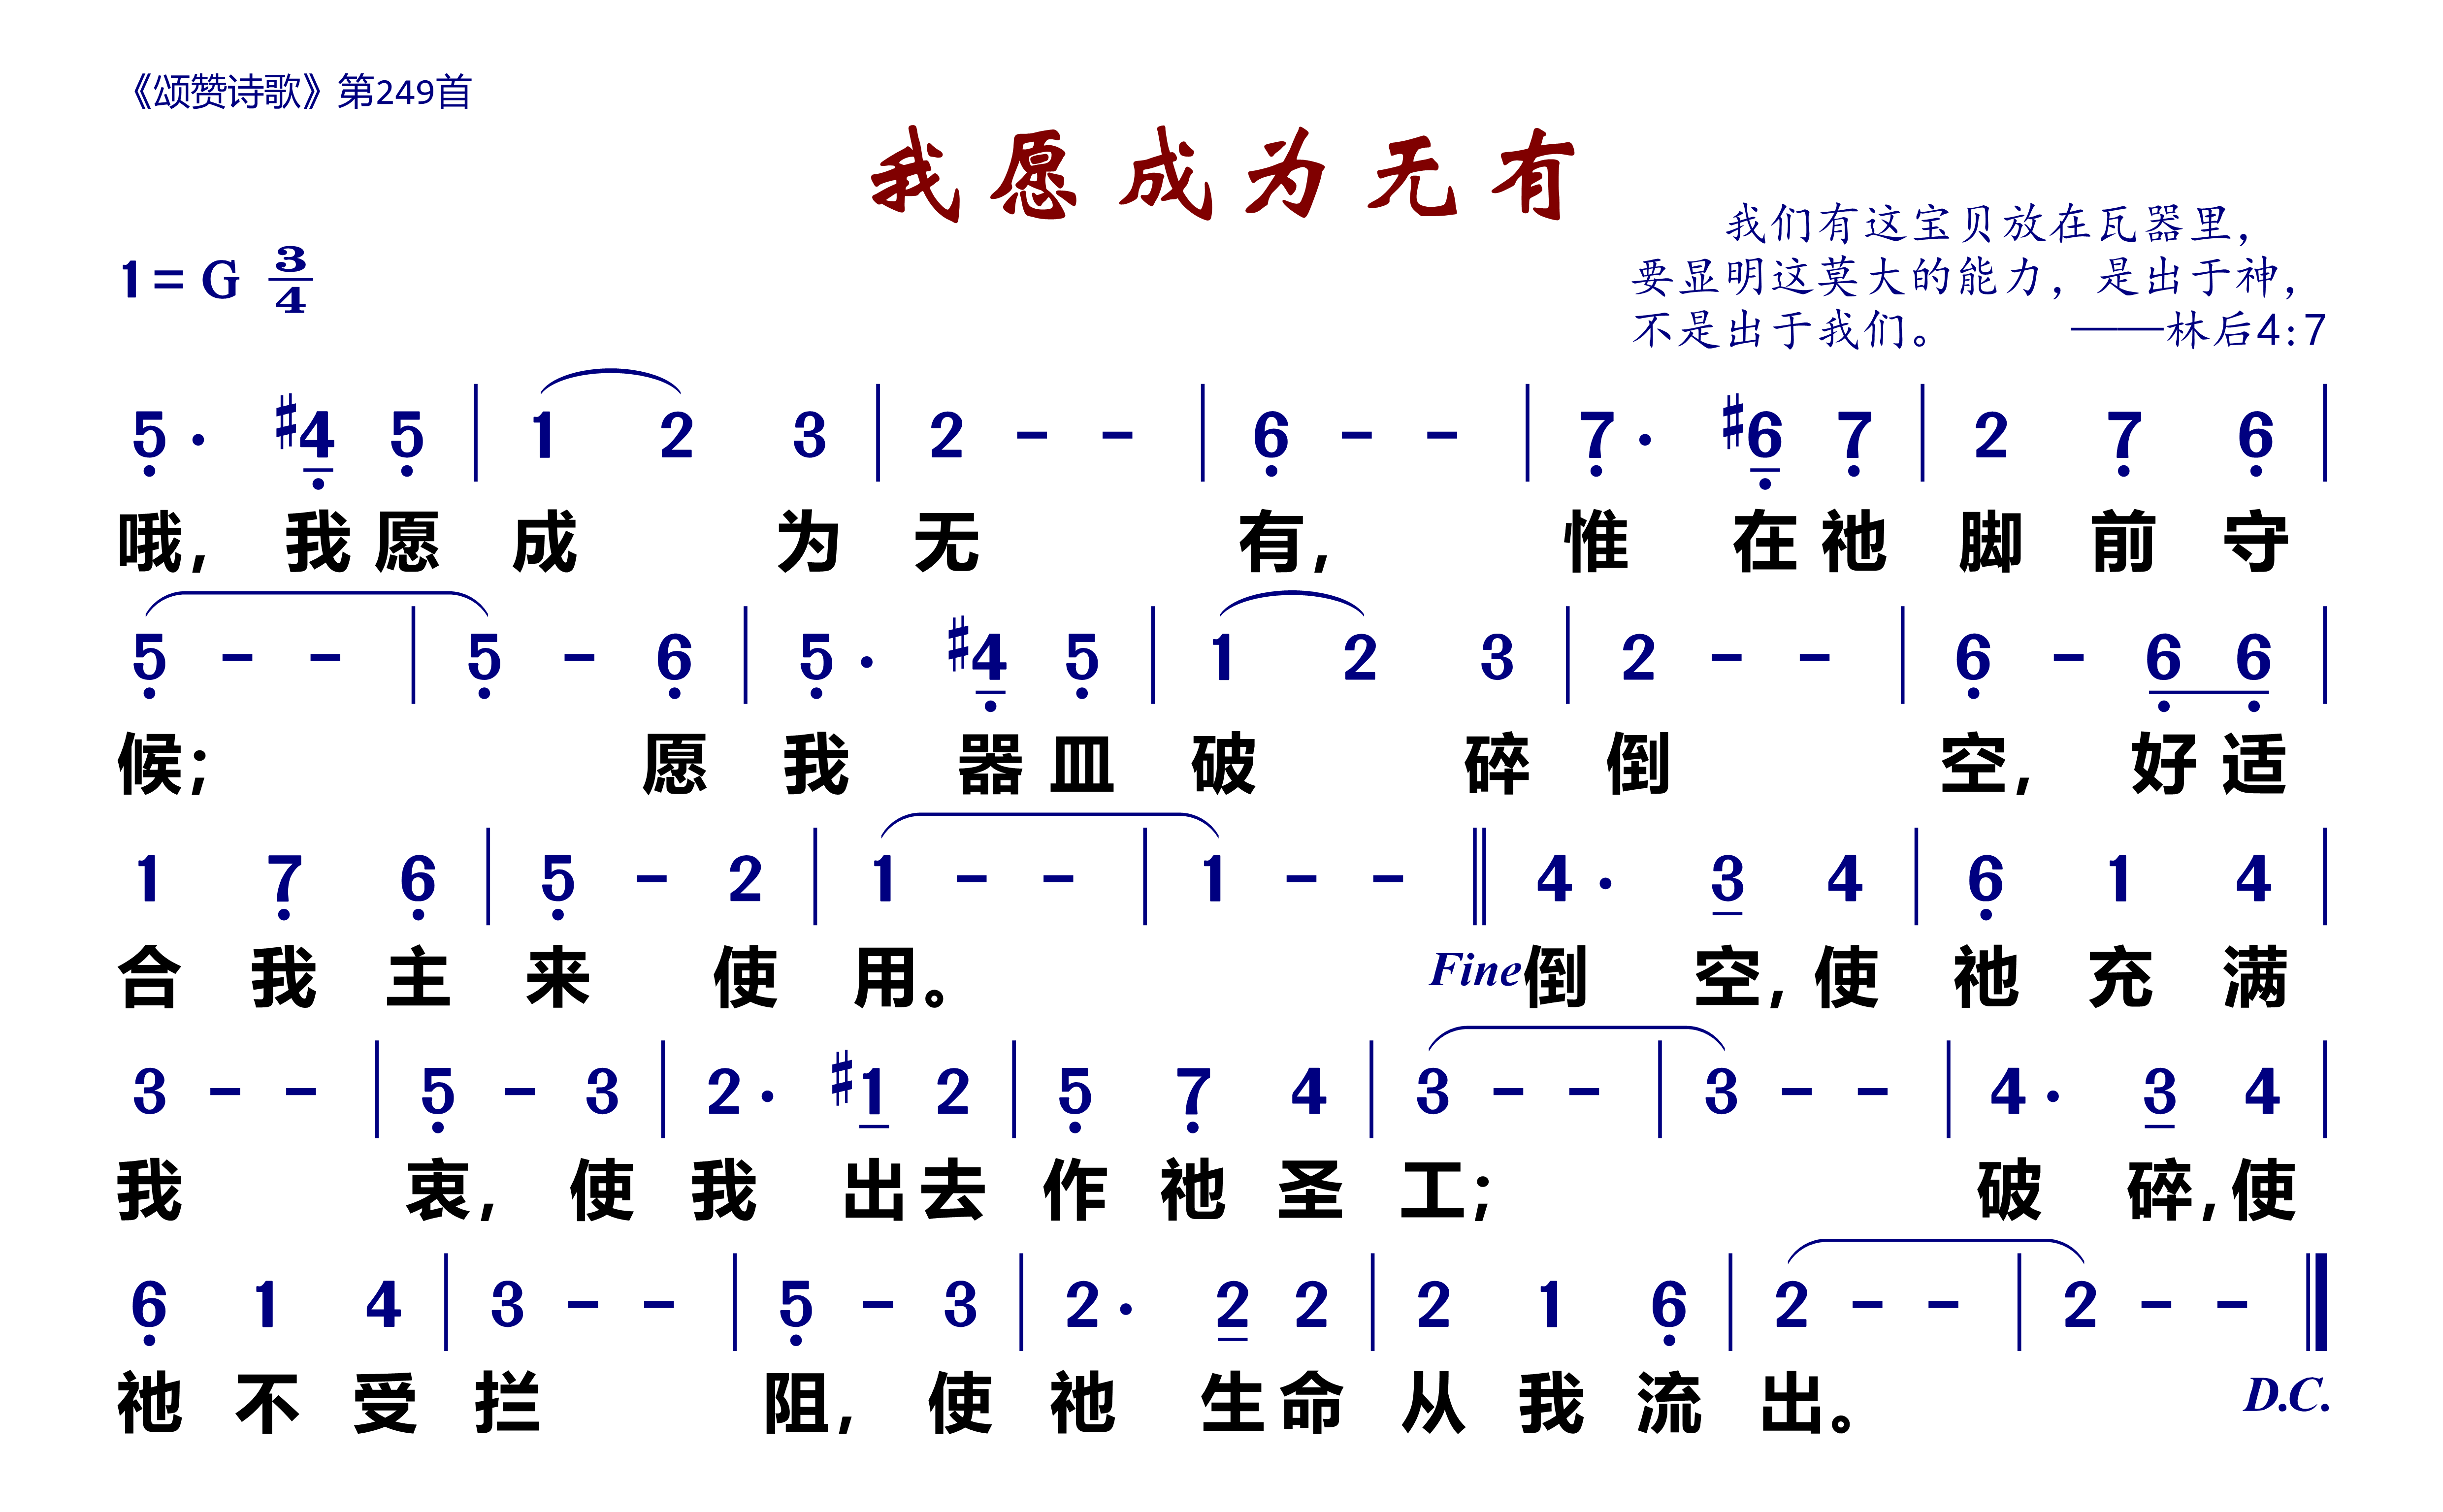 《颂赞诗歌》第249首
我愿成为无有
我们有这宝贝放在瓦器里，
1=G 3/4
要显明这莫大的能力，是出于神，
不是出于我们。 ——林后4:7
5̣· #4̣ 5̣ | 1 2 3 | 2 - - | 6̣ - - | 7̣· #6̣ 7̣ | 2 7̣ 6̣ |
哦, 我愿 成 为 无 有, 惟 在祂 脚 前 守
5̣ - - | 5̣ - 6̣ | 5̣· #4̣ 5̣ | 1 2 3 | 2 - - | 6̣ - 6̣ 6̣ |
候; 愿 我 器皿 破 碎 倒 空, 好适
1 7̣ 6̣ | 5̣ - 2 | 1 - - | 1 - - || 4· 3 4 | 6̣ 1 4 |
合 我 主 来 使 用。 Fine 倒 空,使 祂 充 满
3 - - | 5̣ - 3 | 2· #1 2 | 5̣ 7̣ 4 | 3 - - | 3 - - | 4· 3 4 |
我 衷, 使 我 出去 作 祂 圣 工; 破 碎,使
6̣ 1 4 | 3 - - | 5̣ - 3 | 2· 2 2 | 2 1 6̣ | 2 - - | 2 - - ‖
祂 不 受 拦 阻, 使 祂 生命 从 我 流 出。 D.C.